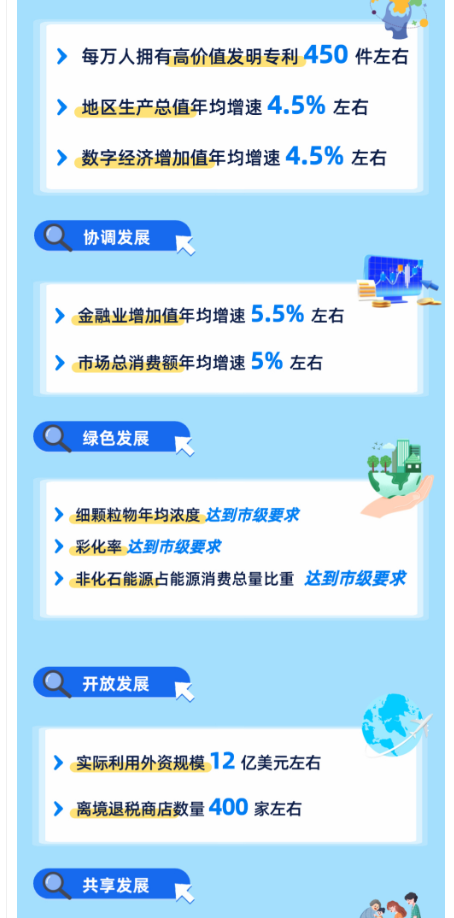 每万人拥有高价值发明专利 450 件左右
地区生产总值年均增速 4.5% 左右
数字经济增加值年均增速 4.5% 左右
协调发展
金融业增加值年均增速 5.5% 左右
市场总消费额年均增速 5% 左右
绿色发展
细颗粒物年均浓度 达到市级要求
彩化率 达到市级要求
非化石能源占能源消费总量比重 达到市级要求
开放发展
实际利用外资规模 12 亿美元左右
离境退税商店数量 400 家左右
共享发展